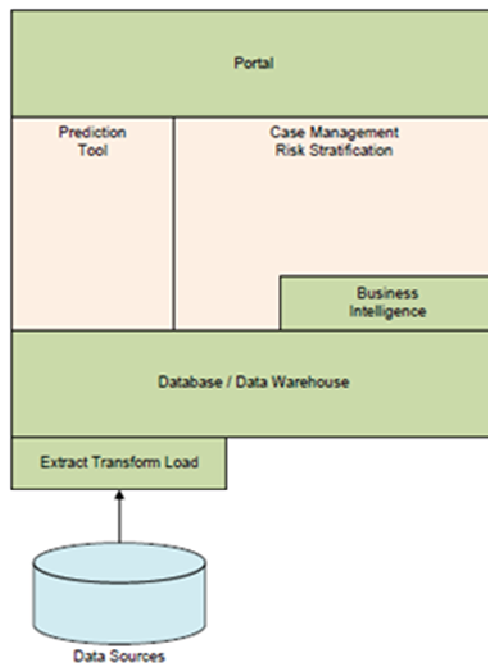 Portal
Prediction
Tool
Case Management
Risk Stratification
Business
Intelligence
Database / Data Warehouse
Extract Transform Load
Data Sources